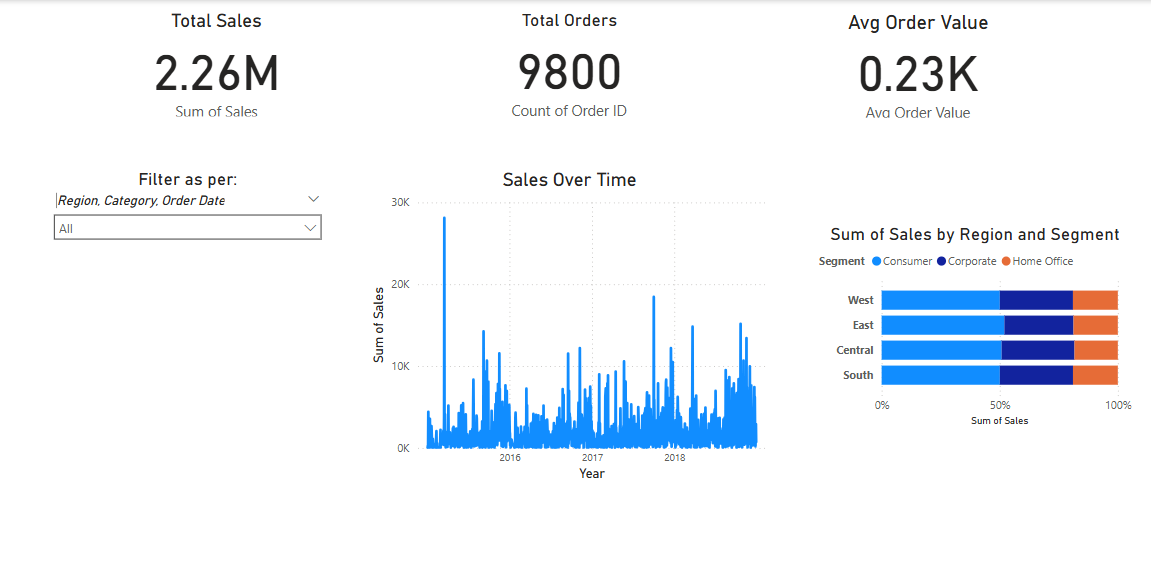 Total Sales
2.26M
Sum of Sales
Total Orders
9800
Count of Order ID
Avg Order Value
0.23K
Avg Order Value
Filter as per:
Region, Category, Order Date
All
Sales Over Time
30K
20K
10K
0K
Sum of Sales
2016 2017 2018
Year
Sum of Sales by Region and Segment
Segment Consumer Corporate Home Office
West
East
Central
South
0% 50% 100%
Sum of Sales